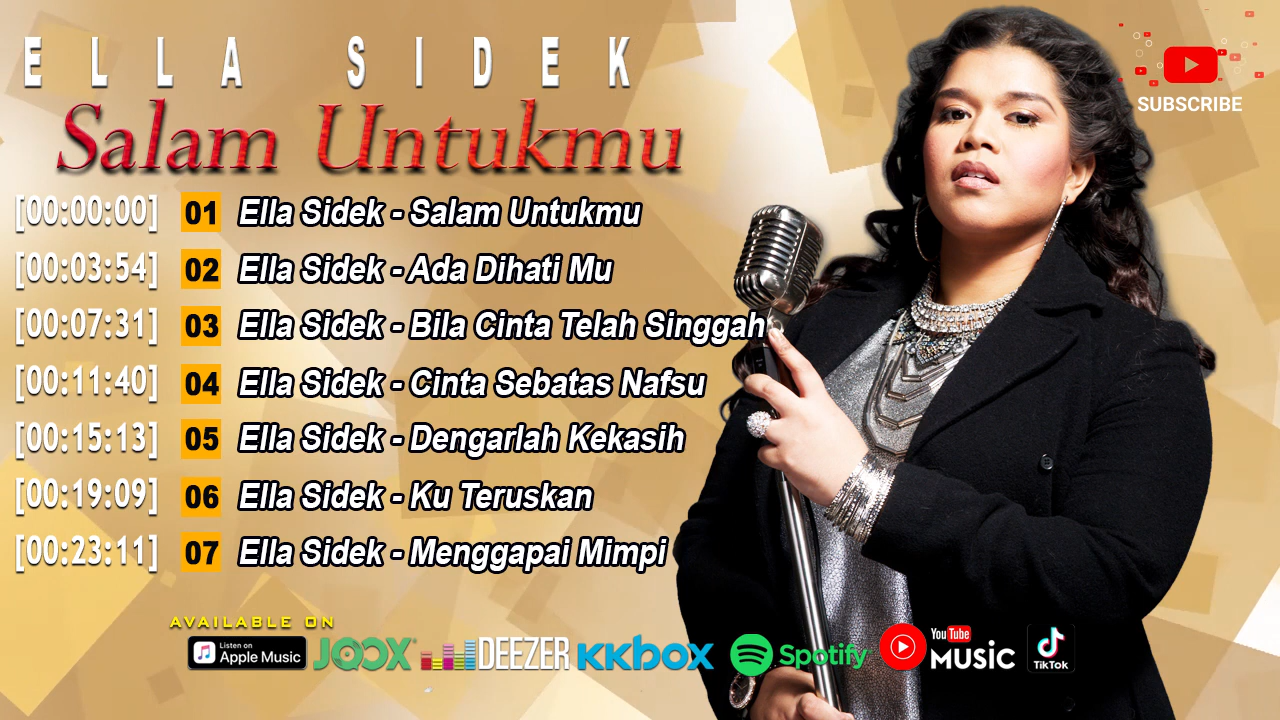 ELLA SIDEK
Salam Untukmu
[00:00:00] 01 Ella Sidek - Salam Untukmu
[00:03:54] 02 Ella Sidek - Ada Dihati Mu
[00:07:31] 03 Ella Sidek - Bila Cinta Telah Singgah
[00:11:40] 04 Ella Sidek - Cinta Sebatas Nafsu
[00:15:13] 05 Ella Sidek - Dengarlah Kekasih
[00:19:09] 06 Ella Sidek - Ku Teruskan
[00:23:11] 07 Ella Sidek - Menggapai Mimpi
SUBSCRIBE
AVAILABLE ON
Listen on
Apple Music
JOOX
DEEZER
KKBOX
Spotify
YouTube
MUSIC
TikTok